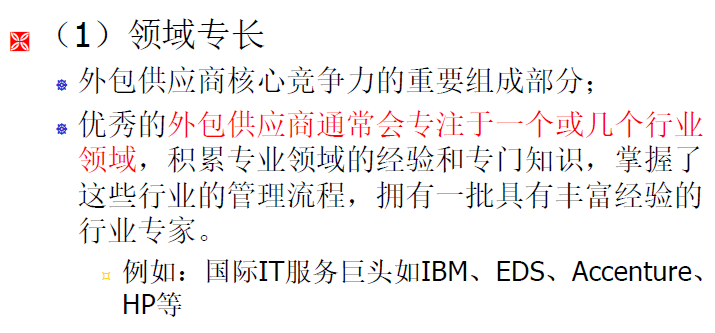 （1）领域专长
外包供应商核心竞争力的重要组成部分；
优秀的外包供应商通常会专注于一个或几个行业
领域，积累专业领域的经验和专门知识，掌握了
这些行业的管理流程，拥有一批具有丰富经验的
行业专家。
例如：国际IT服务巨头如IBM、EDS、Accenture、
HP等